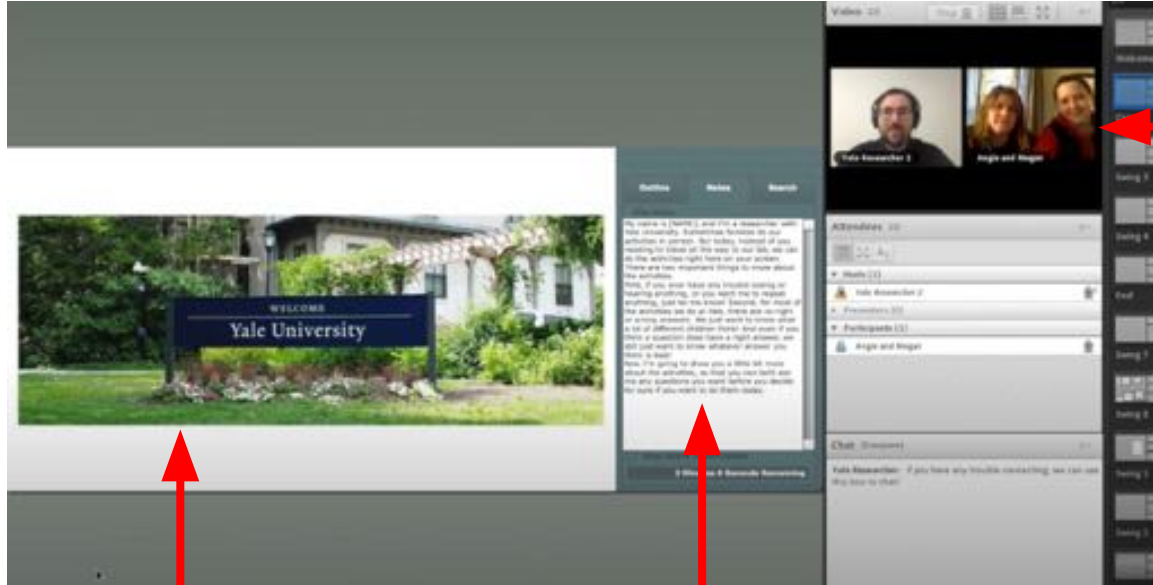 Video
Stop
Yale Researcher 2
Angie and Megan
WELCOME
Yale University
Outline Notes Search
My name is [NAME], and I'm a researcher with
Yale University. Sometimes families do our
activities in person. But today, instead of you
needing to travel all the way to our lab, we can
do the activities right here on your screen.
There are two important things to know about
the activities.
First, if you ever have any trouble seeing or
hearing anything, or you want me to repeat
anything, just let me know! Second, for most of
the activities we do at Yale, there are no right
or wrong answers. We just want to know what
a lot of different children think! And even if you
think a question does have a right answer, we
still just want to know whatever answer you
think is best!
Now, I'm going to show you a little bit more
about the activities, so that you can both ask
me any questions you want before you decide
for sure if you want to do them today.
Seconds Remaining
Attendees
Hosts (1)
Yale Researcher 2
Presenters (0)
Participants (1)
Angie and Megan
Chat (Everyone)
Yale Researcher: If you have any trouble connecting, we can use
this box to chat!
Welcome
Swing 3
Swing 4
End